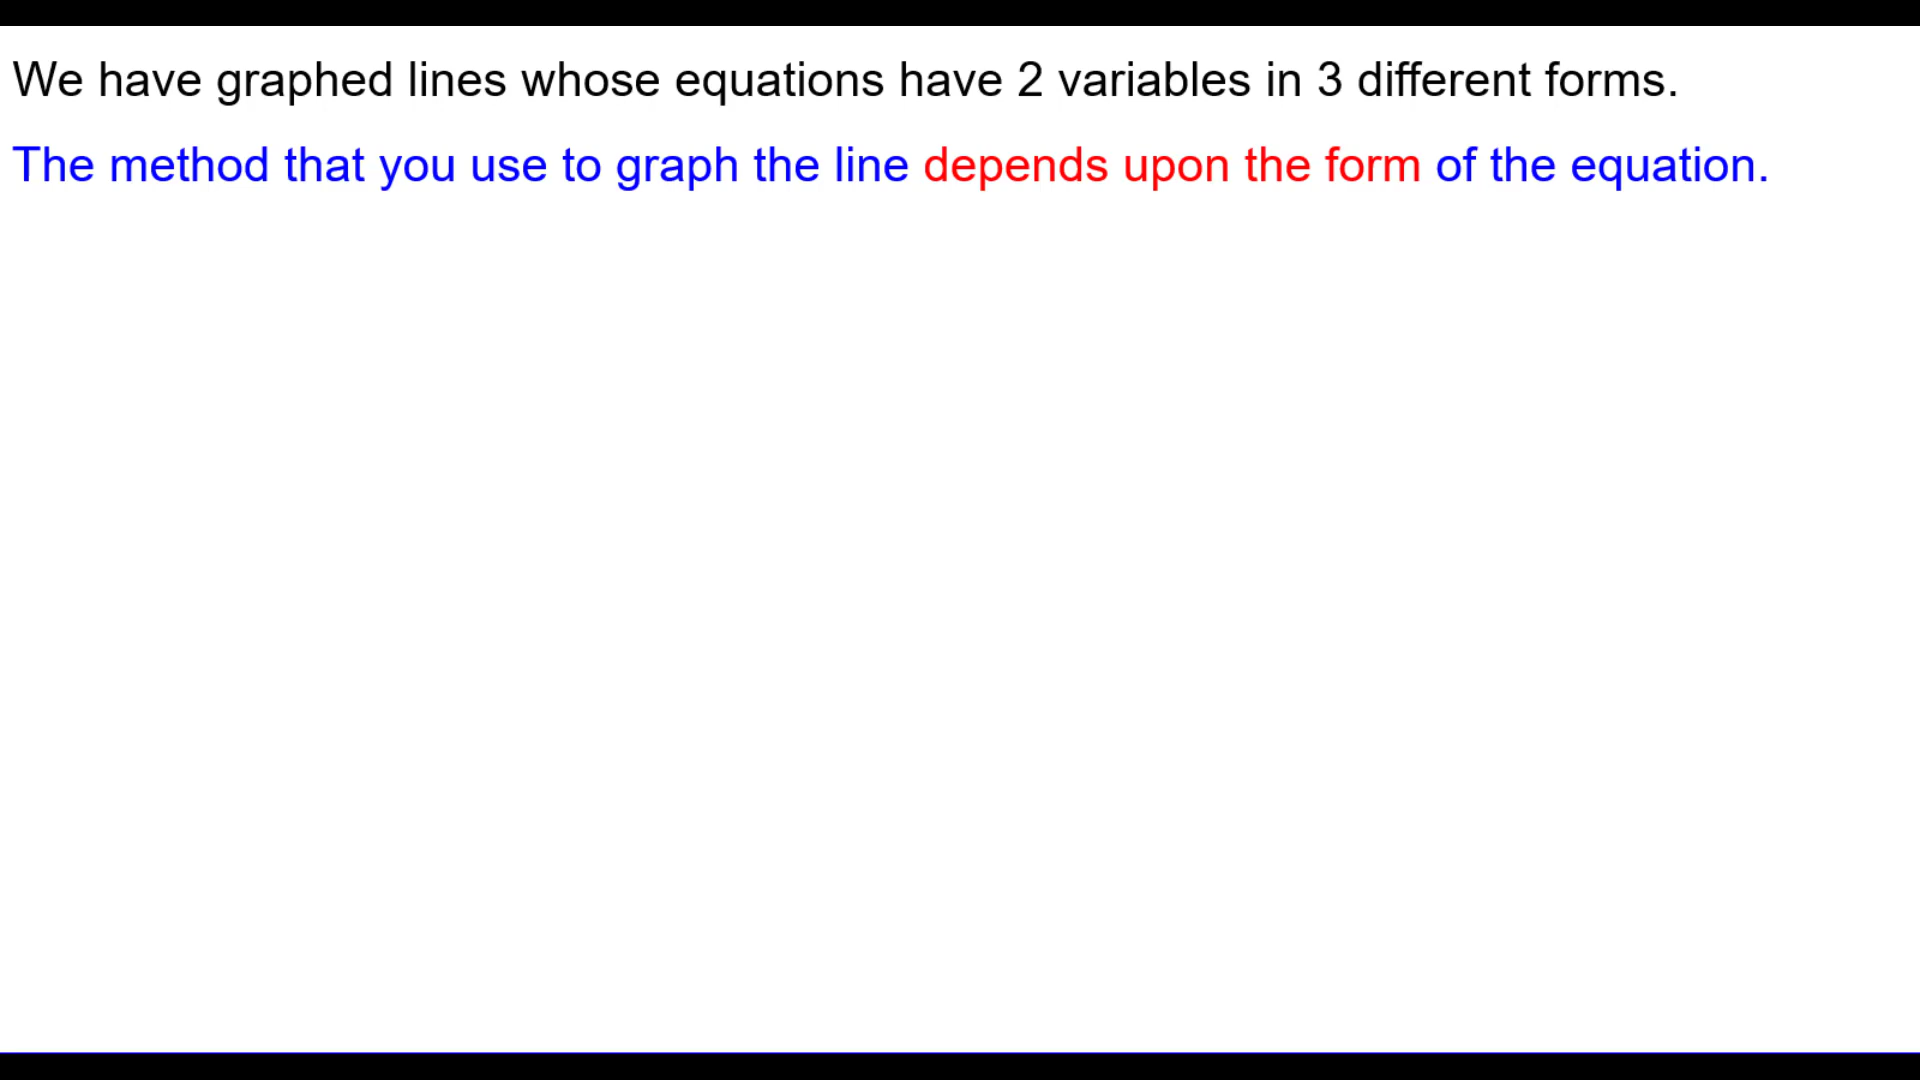 We have graphed lines whose equations have 2 variables in 3 different forms.
The method that you use to graph the line depends upon the form of the equation.